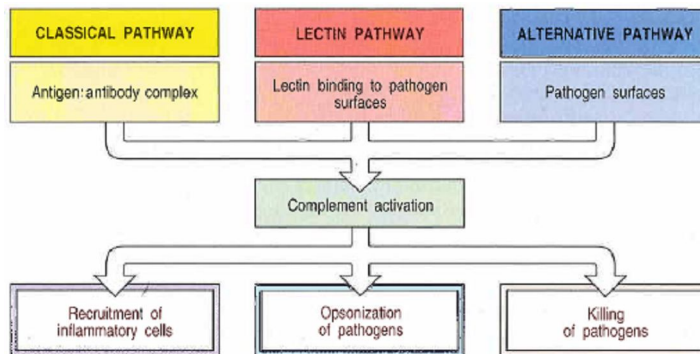 CLASSICAL PATHWAY
LECTIN PATHWAY
ALTERNATIVE PATHWAY
Antigen:antibody complex
Lectin binding to pathogen
surfaces
Pathogen surfaces
Complement activation
Recruitment of
inflammatory cells
Opsonization
of pathogens
Killing
of pathogens